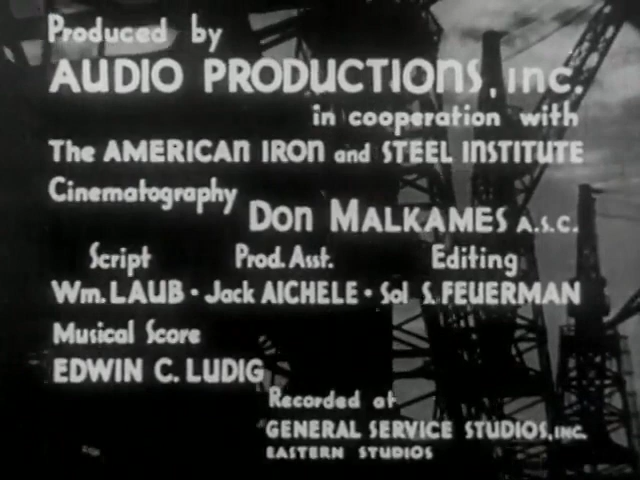 Produced by
AUDIO PRODUCTIONS, Inc.
in cooperation with
The AMERICAN IRON and STEEL INSTITUTE
Cinematography
DON MALKAMES A.S.C.
Script Prod. Asst. Editing
Wm. LAUB • Jack AICHELE • Sol S. FEUERMAN
Musical Score
EDWIN C. LUDIG
Recorded at
GENERAL SERVICE STUDIOS, INC.
EASTERN STUDIOS